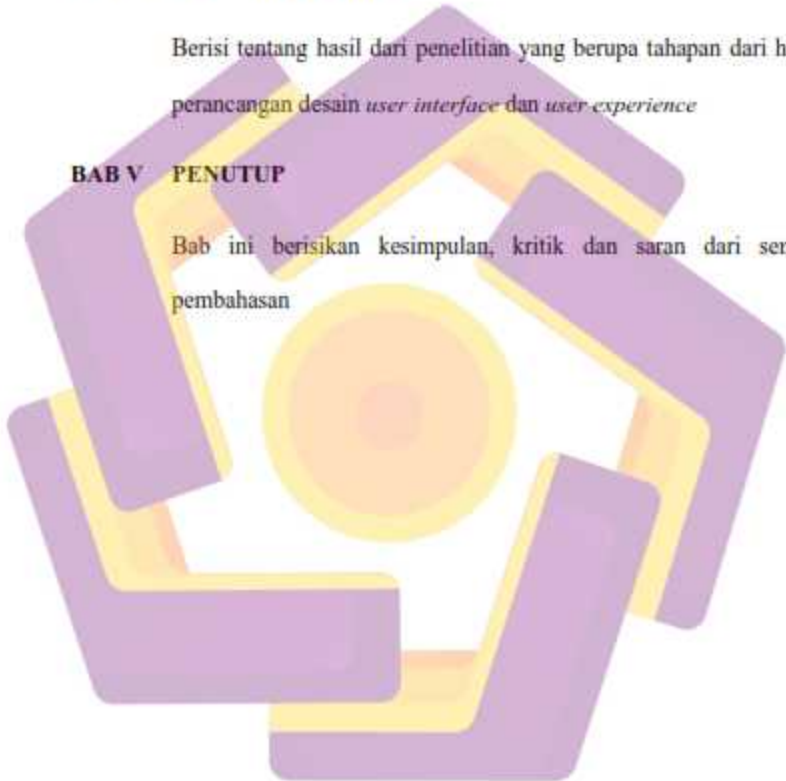 Berisi tentang hasil dari penelitian yang berupa tahapan dari
perancangan desain user interface dan user experience
BAB V PENUTUP
Bab ini berisikan kesimpulan, kritik dan saran dari
pembahasan